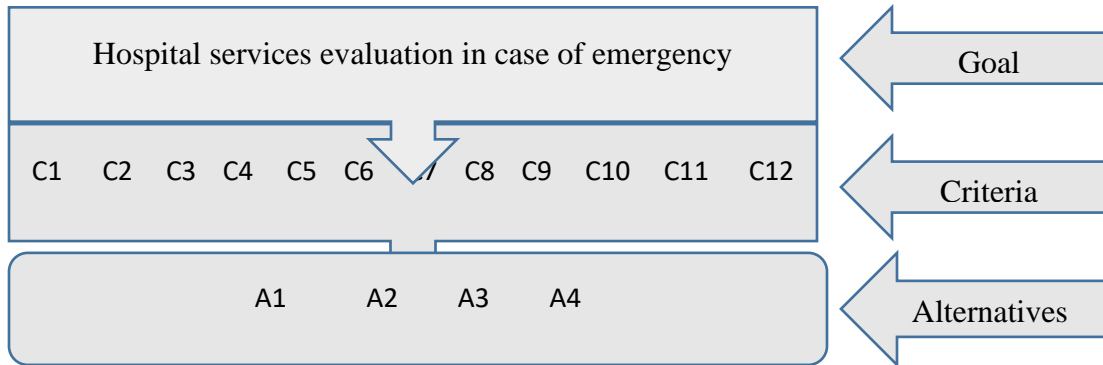 Hospital services evaluation in case of emergency
Goal
C1 C2 C3 C4 C5 C6 7 C8 C9 C10 C11 C12
Criteria
A1 A2 A3 A4
Alternatives